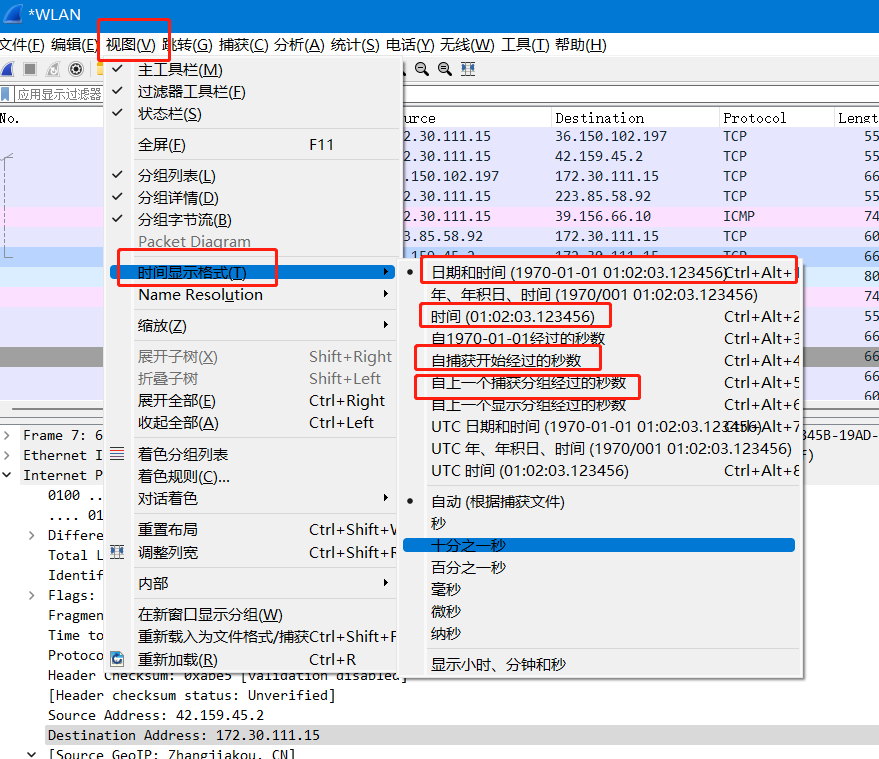 *WLAN
文件(F) 编辑(E) 视图(V) 跳转(G) 捕获(C) 分析(A) 统计(S) 电话(Y) 无线(W) 工具(T) 帮助(H)
应用显示过滤器
主工具栏(M)
过滤器工具栏(F)
状态栏(S)
全屏(F) F11
分组列表(L)
分组详情(D)
分组字节流(B)
Packet Diagram
时间显示格式(T)
Name Resolution
缩放(Z)
展开子树(X) Shift+Right
折叠子树 Shift+Left
展开全部(E) Ctrl+Right
收起全部(A) Ctrl+Left
着色分组列表
着色规则(C)...
对话着色
重置布局 Ctrl+Shift+W
调整列宽 Ctrl+Shift+R
内部
在新窗口显示分组(W)
重新载入为文件格式/捕获Ctrl+Shift+F
重新加载(R) Ctrl+R
No. urce Destination Protocol Lengt
2.30.111.15 36.150.102.197 TCP 55
2.30.111.15 42.159.45.2 TCP 55
.150.102.197 172.30.111.15 TCP 66
2.30.111.15 223.85.58.92 TCP 55
2.30.111.15 39.156.66.10 ICMP 74
3.85.58.92 172.30.111.15 TCP 66
.159.45.2 172.30.111.15 TCP 66
80
74
66
66
66
60
日期和时间 (1970-01-01 01:02:03.123456) Ctrl+Alt+1
年、年积日、时间 (1970/001 01:02:03.123456)
时间 (01:02:03.123456) Ctrl+Alt+2
自1970-01-01经过的秒数 Ctrl+Alt+3
自捕获开始经过的秒数 Ctrl+Alt+4
自上一个捕获分组经过的秒数 Ctrl+Alt+5
自上一个显示分组经过的秒数 Ctrl+Alt+6
UTC 日期和时间 (1970-01-01 01:02:03.123456) Ctrl+Alt+7
UTC 年、年积日、时间 (1970/001 01:02:03.123456)
UTC 时间 (01:02:03.123456) Ctrl+Alt+8
自动 (根据捕获文件)
秒
十分之一秒
百分之一秒
毫秒
微秒
纳秒
显示小时、分钟和秒
Frame 7: 6 345B-19AD-
Ethernet I f)
Internet P
0100 ..
.... 01
Differe
Total L
Identif
Flags:
Fragmen
Time to
Protoco
Header Checksum: 0xabe5 [validation disabled]
[Header checksum status: Unverified]
Source Address: 42.159.45.2
Destination Address: 172.30.111.15
[Source GeoIP: Zhangjiakou, CN]